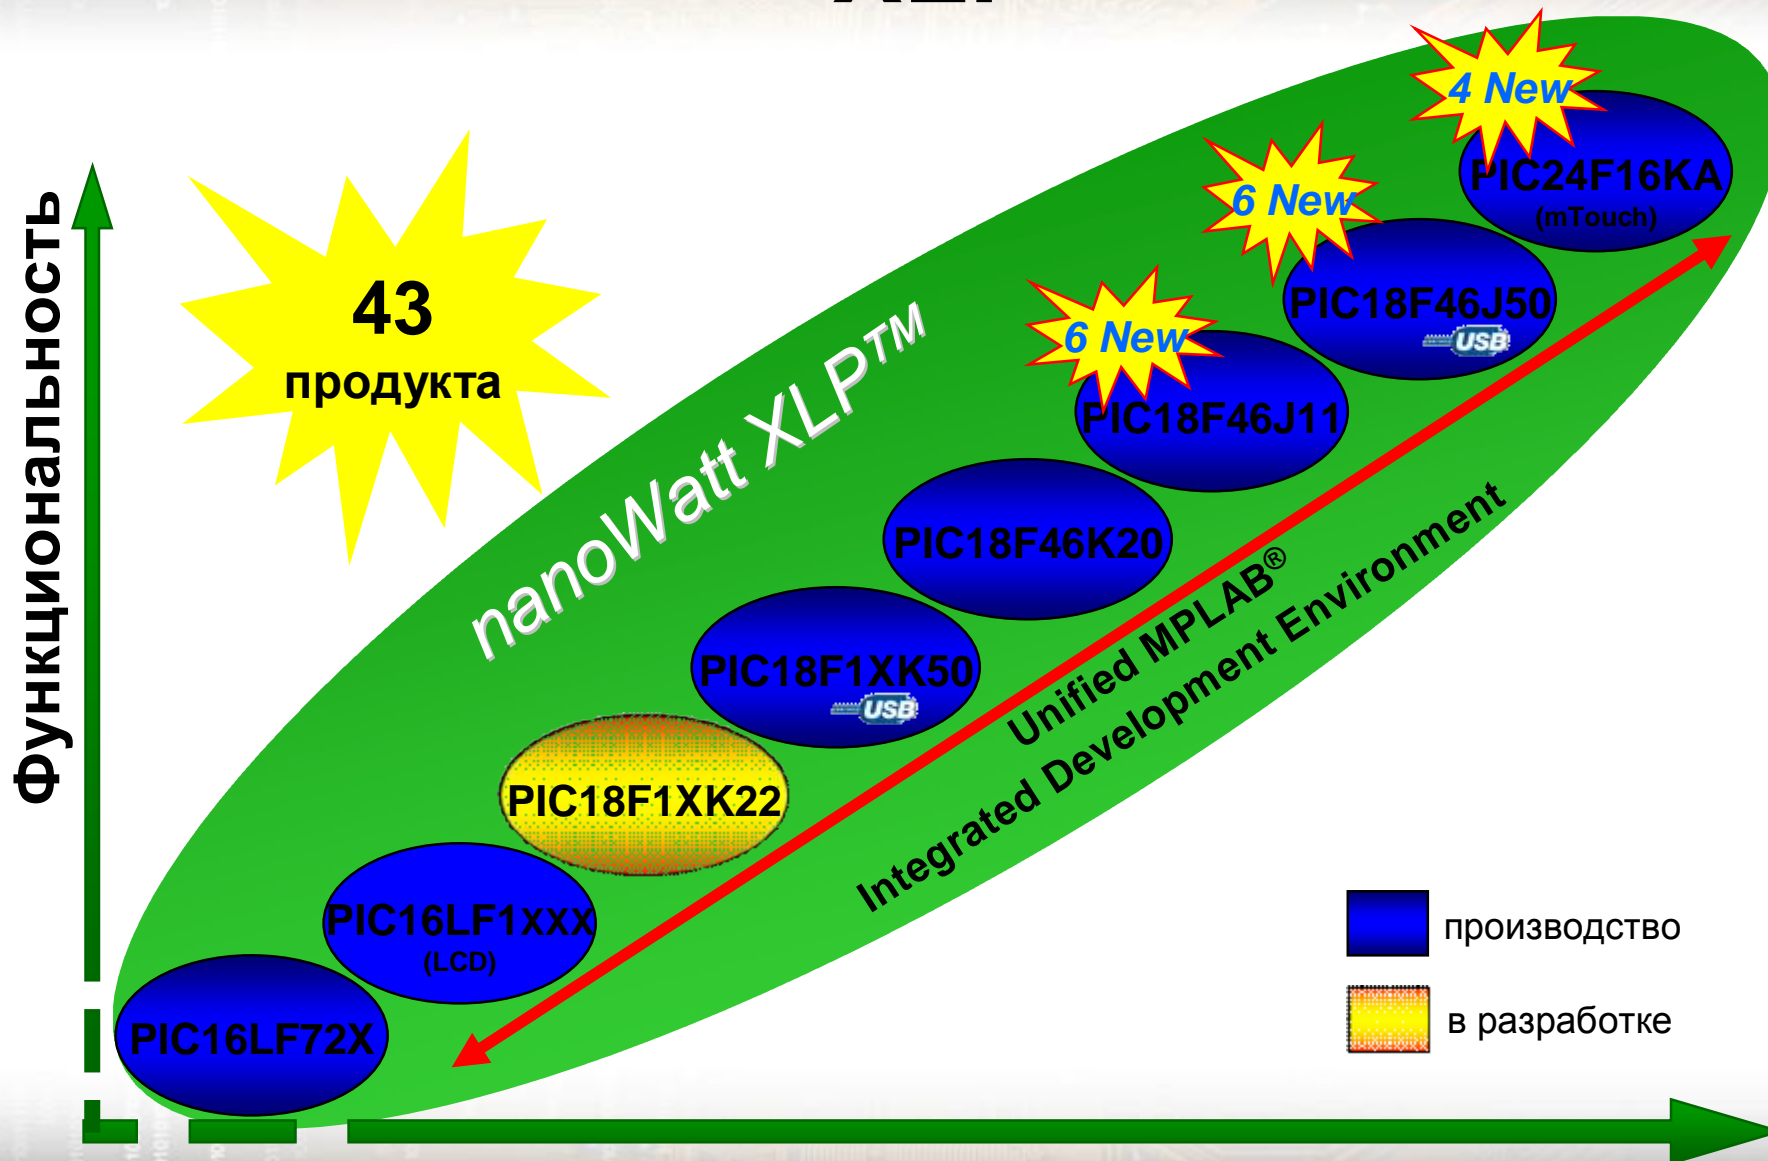 4 New
PIC24F16KA
(mTouch)
6 New
PIC18F46J50
USB
6 New
PIC18F46J11
43
продукта
nanoWatt XLP™
PIC18F46K20
PIC18F1XK50
USB
PIC18F1XK22
PIC16LF1XXX
(LCD)
PIC16LF72X
Функциональность
Unified MPLAB®
Integrated Development Environment
производство
в разработке